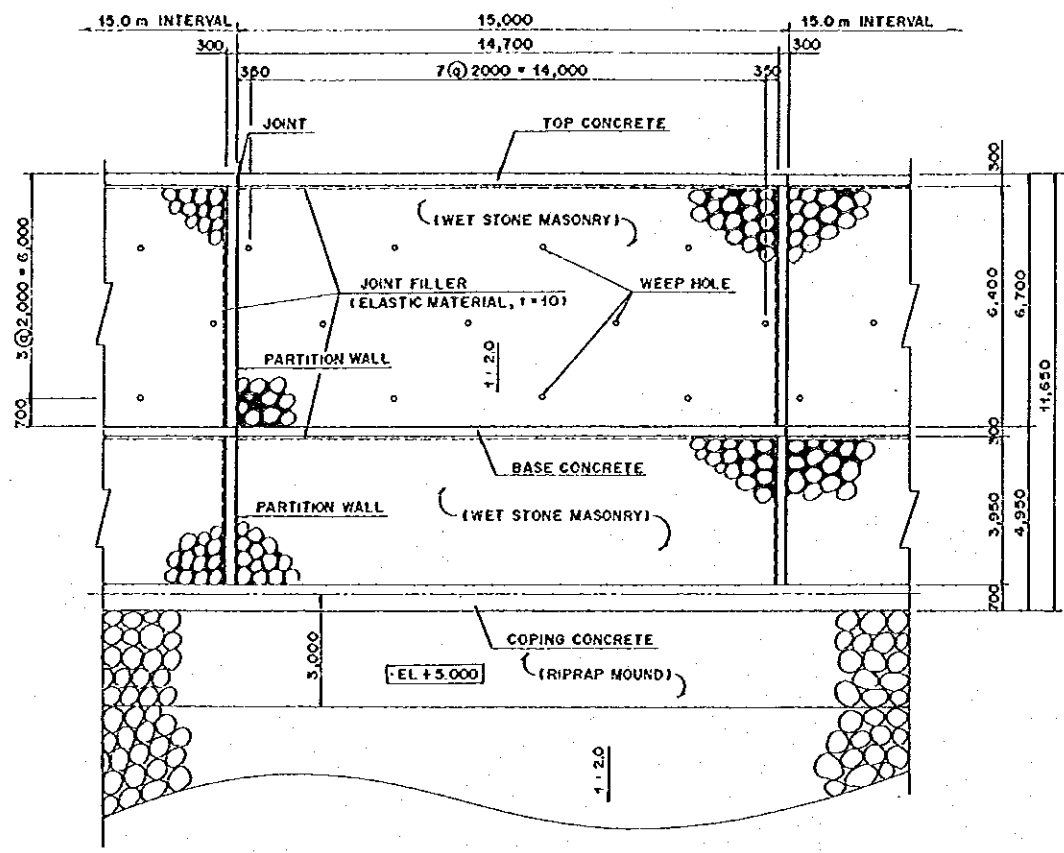 15.0 m INTERVAL 15,000 15.0 m INTERVAL
300 14,700 300
350 7@2000 = 14,000 350
JOINT TOP CONCRETE
300
(WET STONE MASONRY)
3@2,000 = 6,000
JOINT FILLER WEEP HOLE
(ELASTIC MATERIAL, t = 10)
6,400
6,700
PARTITION WALL
1 : 2.0
11,650
700
300
BASE CONCRETE
PARTITION WALL
(WET STONE MASONRY)
3,950
4,950
700
COPING CONCRETE
3,000
EL + 5.000 (RIPRAP MOUND)
1 : 2.0